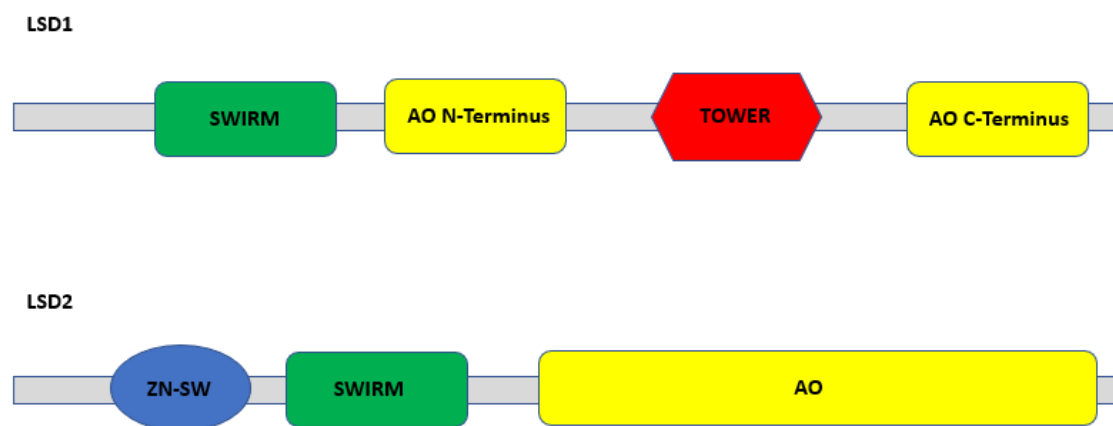 LSD1
SWIRM
AO N-Terminus
TOWER
AO C-Terminus
LSD2
ZN-SW
SWIRM
AO